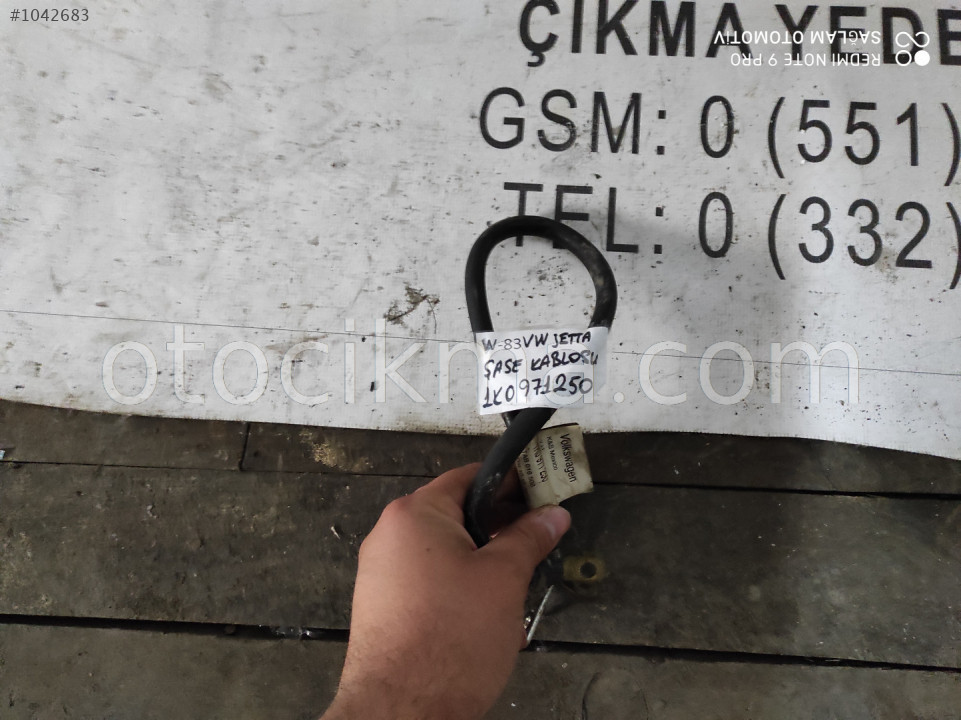 #1042683
ÇIKMA YEDE
REDMI NOTE 9 PRO
SAĞLAM OTOMOTİV
GSM: 0 (551)
TEL: 0 (332)
W-83 VW JETTA
ŞASE KABLOSU
1K0971250
otocikma.com
Volkswagen